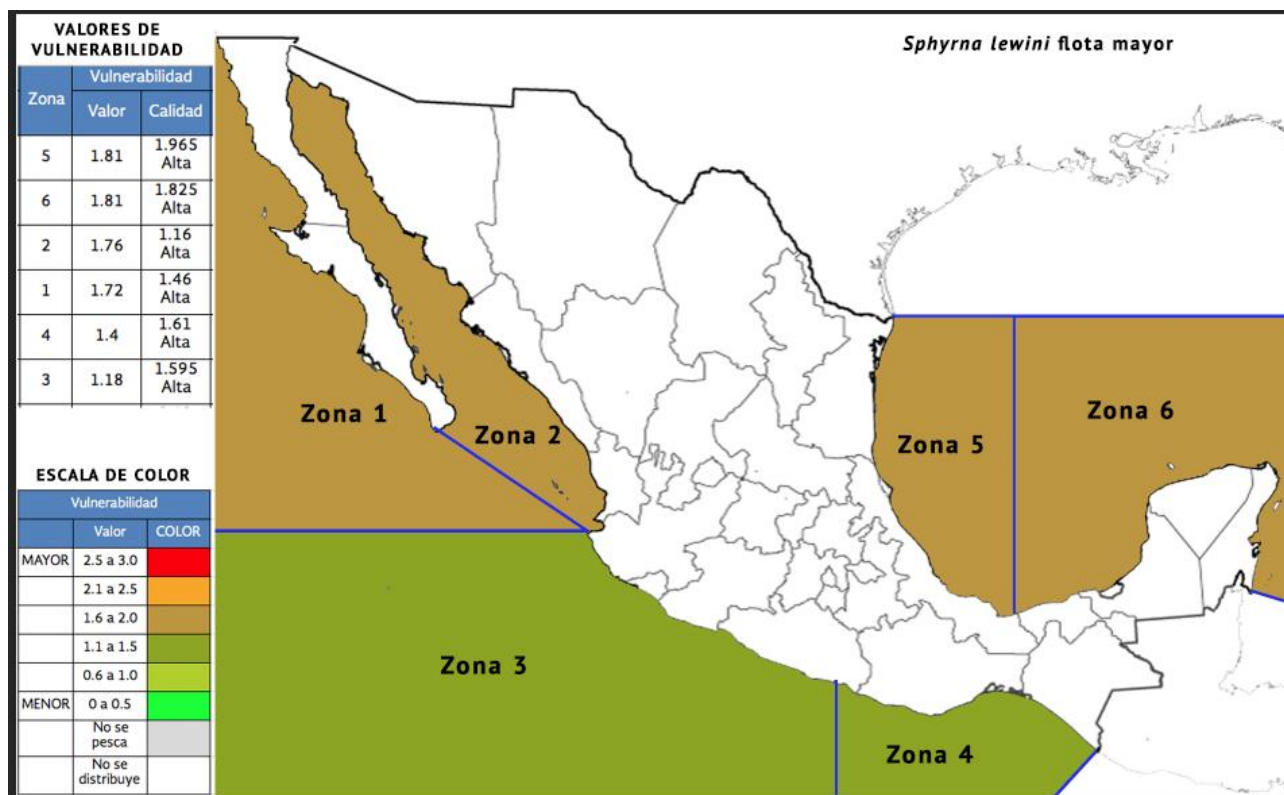 VALORES DE
VULNERABILIDAD
Vulnerabilidad
Zona
Valor
Calidad
5
1.81
1.965
Alta
6
1.81
1.825
Alta
2
1.76
1.16
Alta
1
1.72
1.46
Alta
4
1.4
1.61
Alta
3
1.18
1.595
Alta
ESCALA DE COLOR
Vulnerabilidad
Valor
COLOR
MAYOR
2.5 a 3.0
2.1 a 2.5
1.6 a 2.0
1.1 a 1.5
0.6 a 1.0
MENOR
0 a 0.5
No se
pesca
No se
distribuye
Sphyrna lewini flota mayor
Zona 1
Zona 2
Zona 5
Zona 6
Zona 3
Zona 4